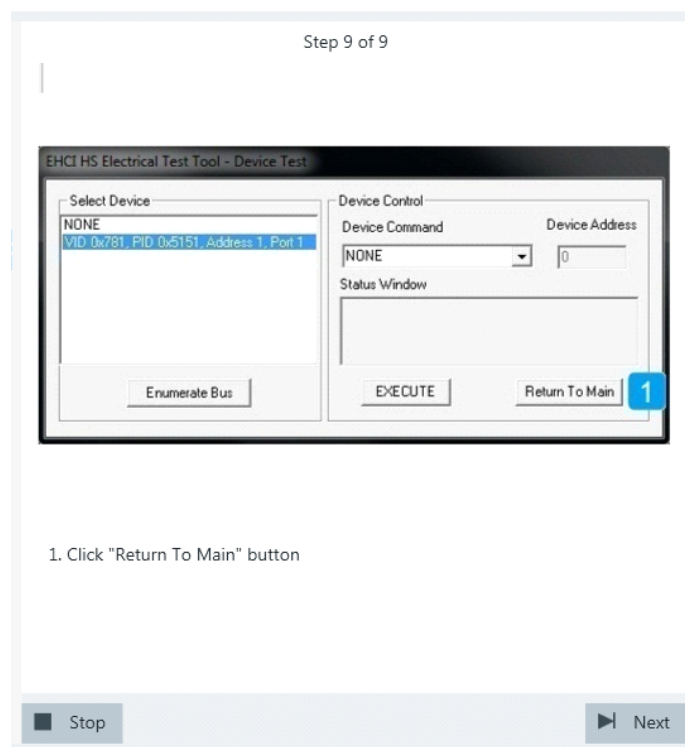 Step 9 of 9
EHCI HS Electrical Test Tool - Device Test
Select Device
NONE
VID 0x781, PID 0x5151, Address 1, Port 1
Enumerate Bus
Device Control
Device Command
Device Address
NONE
0
Status Window
EXECUTE
Return To Main
1
1. Click "Return To Main" button
Stop
Next